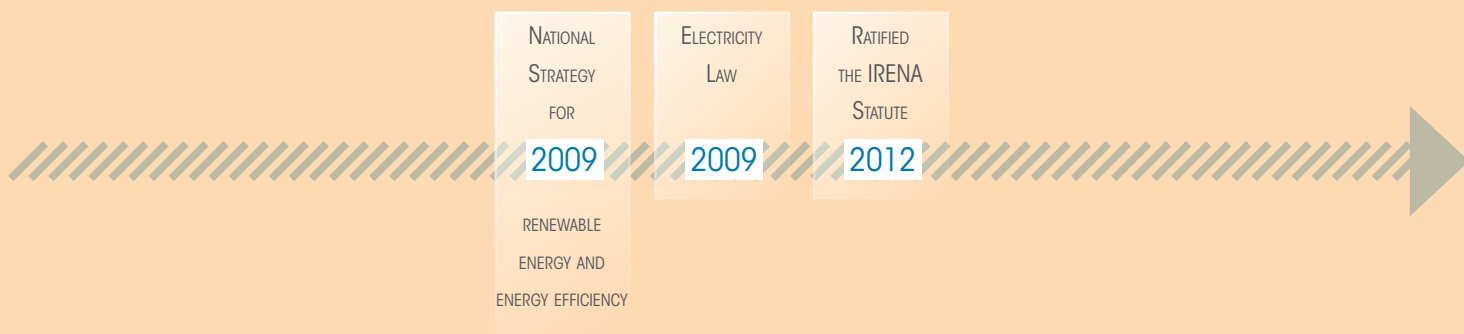 National
Strategy
for
2009
renewable
energy and
energy efficiency
Electricity
Law
2009
Ratified
the IRENA
Statute
2012